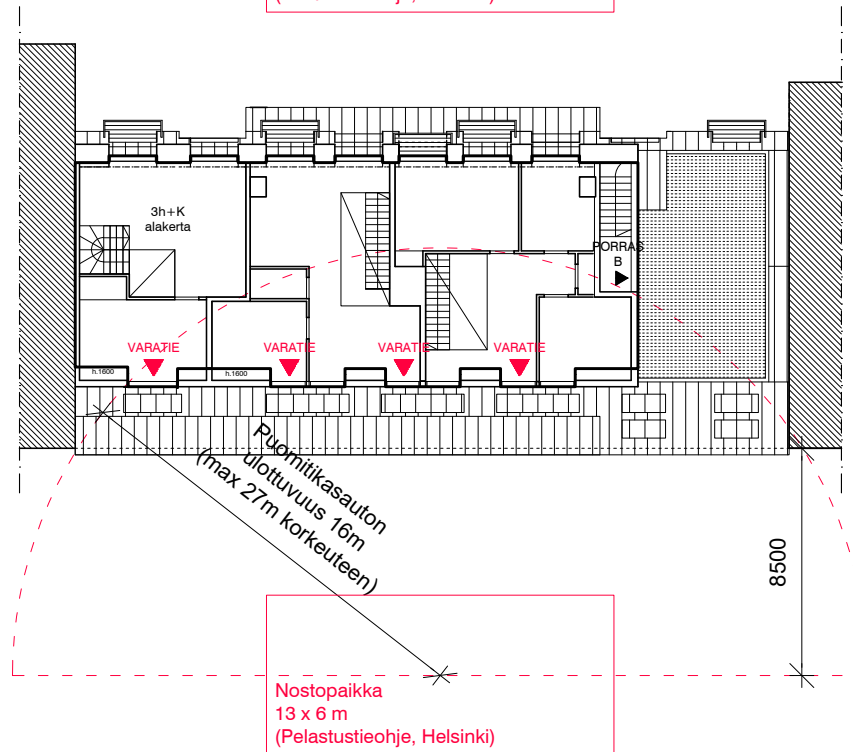 3h+K
alakerta
PORRAS
B
VARATIE
VARATIE
VARATIE
VARATIE
h.1600
h.1600
Puomitikasauton
ulottuvuus 16m
(max 27m korkeuteen)
8500
Nostopaikka
13 x 6 m
(Pelastustieohje, Helsinki)